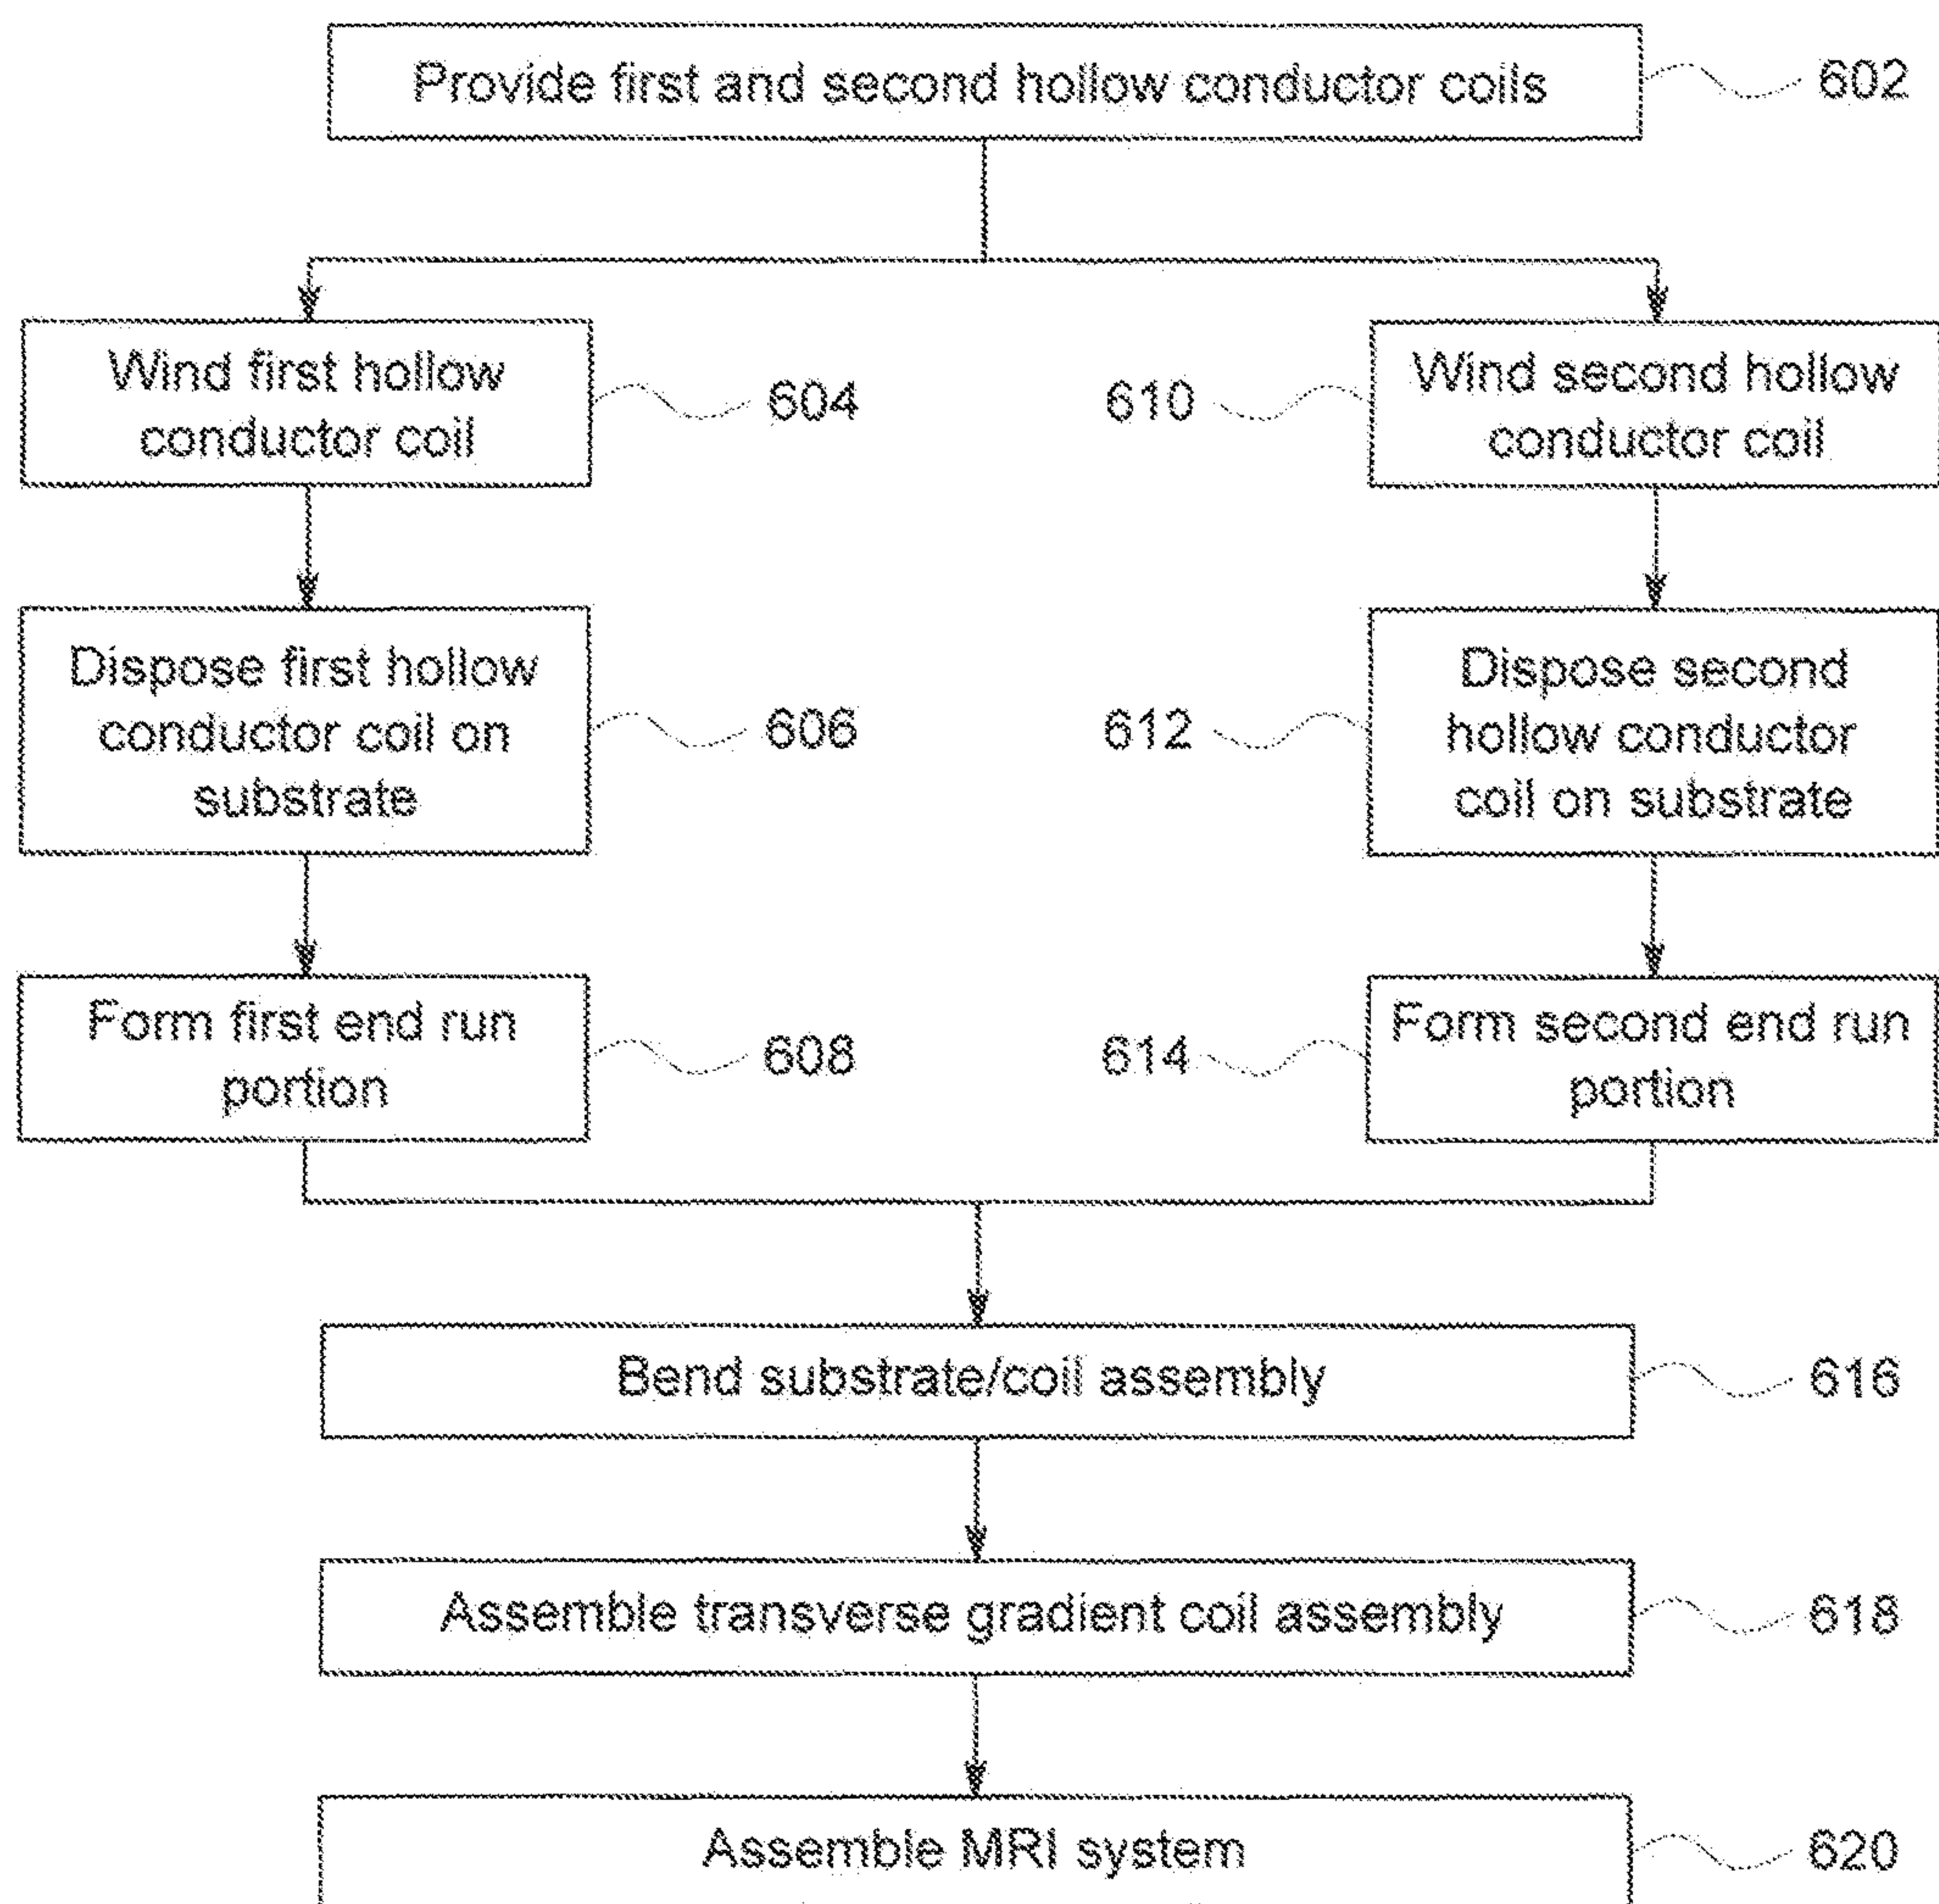 Provide first and second hollow conductor coils
602
Wind first hollow
conductor coil
604
610
Wind second hollow
conductor coil
Dispose first hollow
conductor coil on
substrate
606
612
Dispose second
hollow conductor
coil on substrate
Form first end run
portion
608
614
Form second end run
portion
Bend substrate/coil assembly
616
Assemble transverse gradient coil assembly
618
Assemble MRI system
620